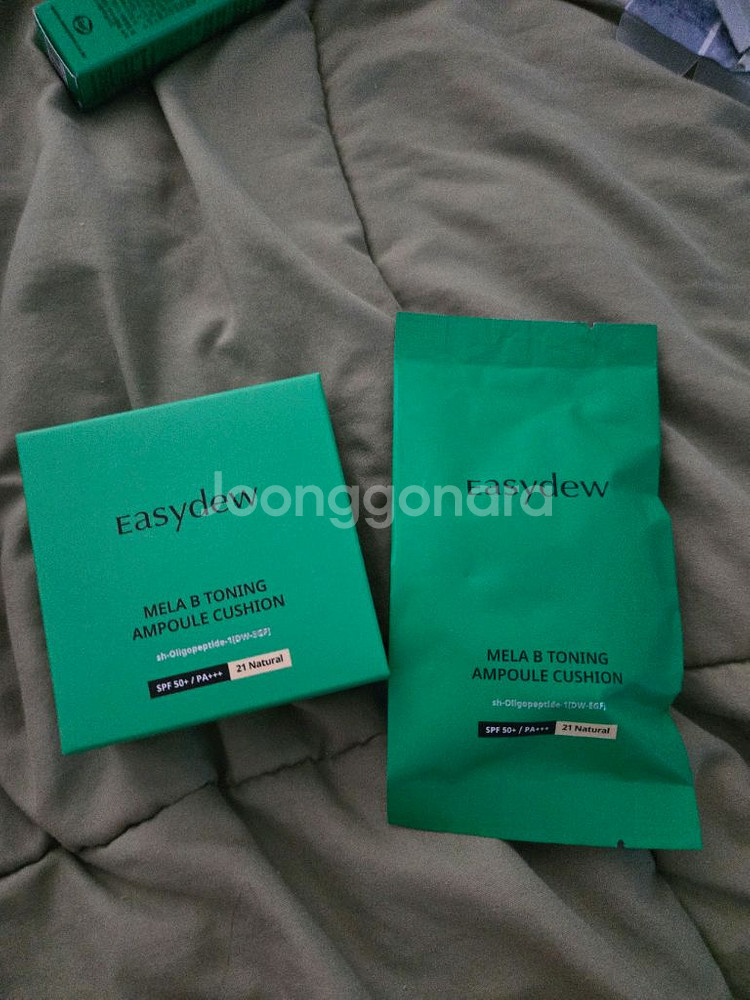 Easydew
MELA B TONING
AMPOULE CUSHION
sh-Oligopeptide-1(DW-EGF)
SPF 50+ / PA+++
21 Natural
Easydew
MELA B TONING
AMPOULE CUSHION
sh-Oligopeptide-1(DW-EGF)
SPF 50+ / PA+++
21 Natural
loonggonara